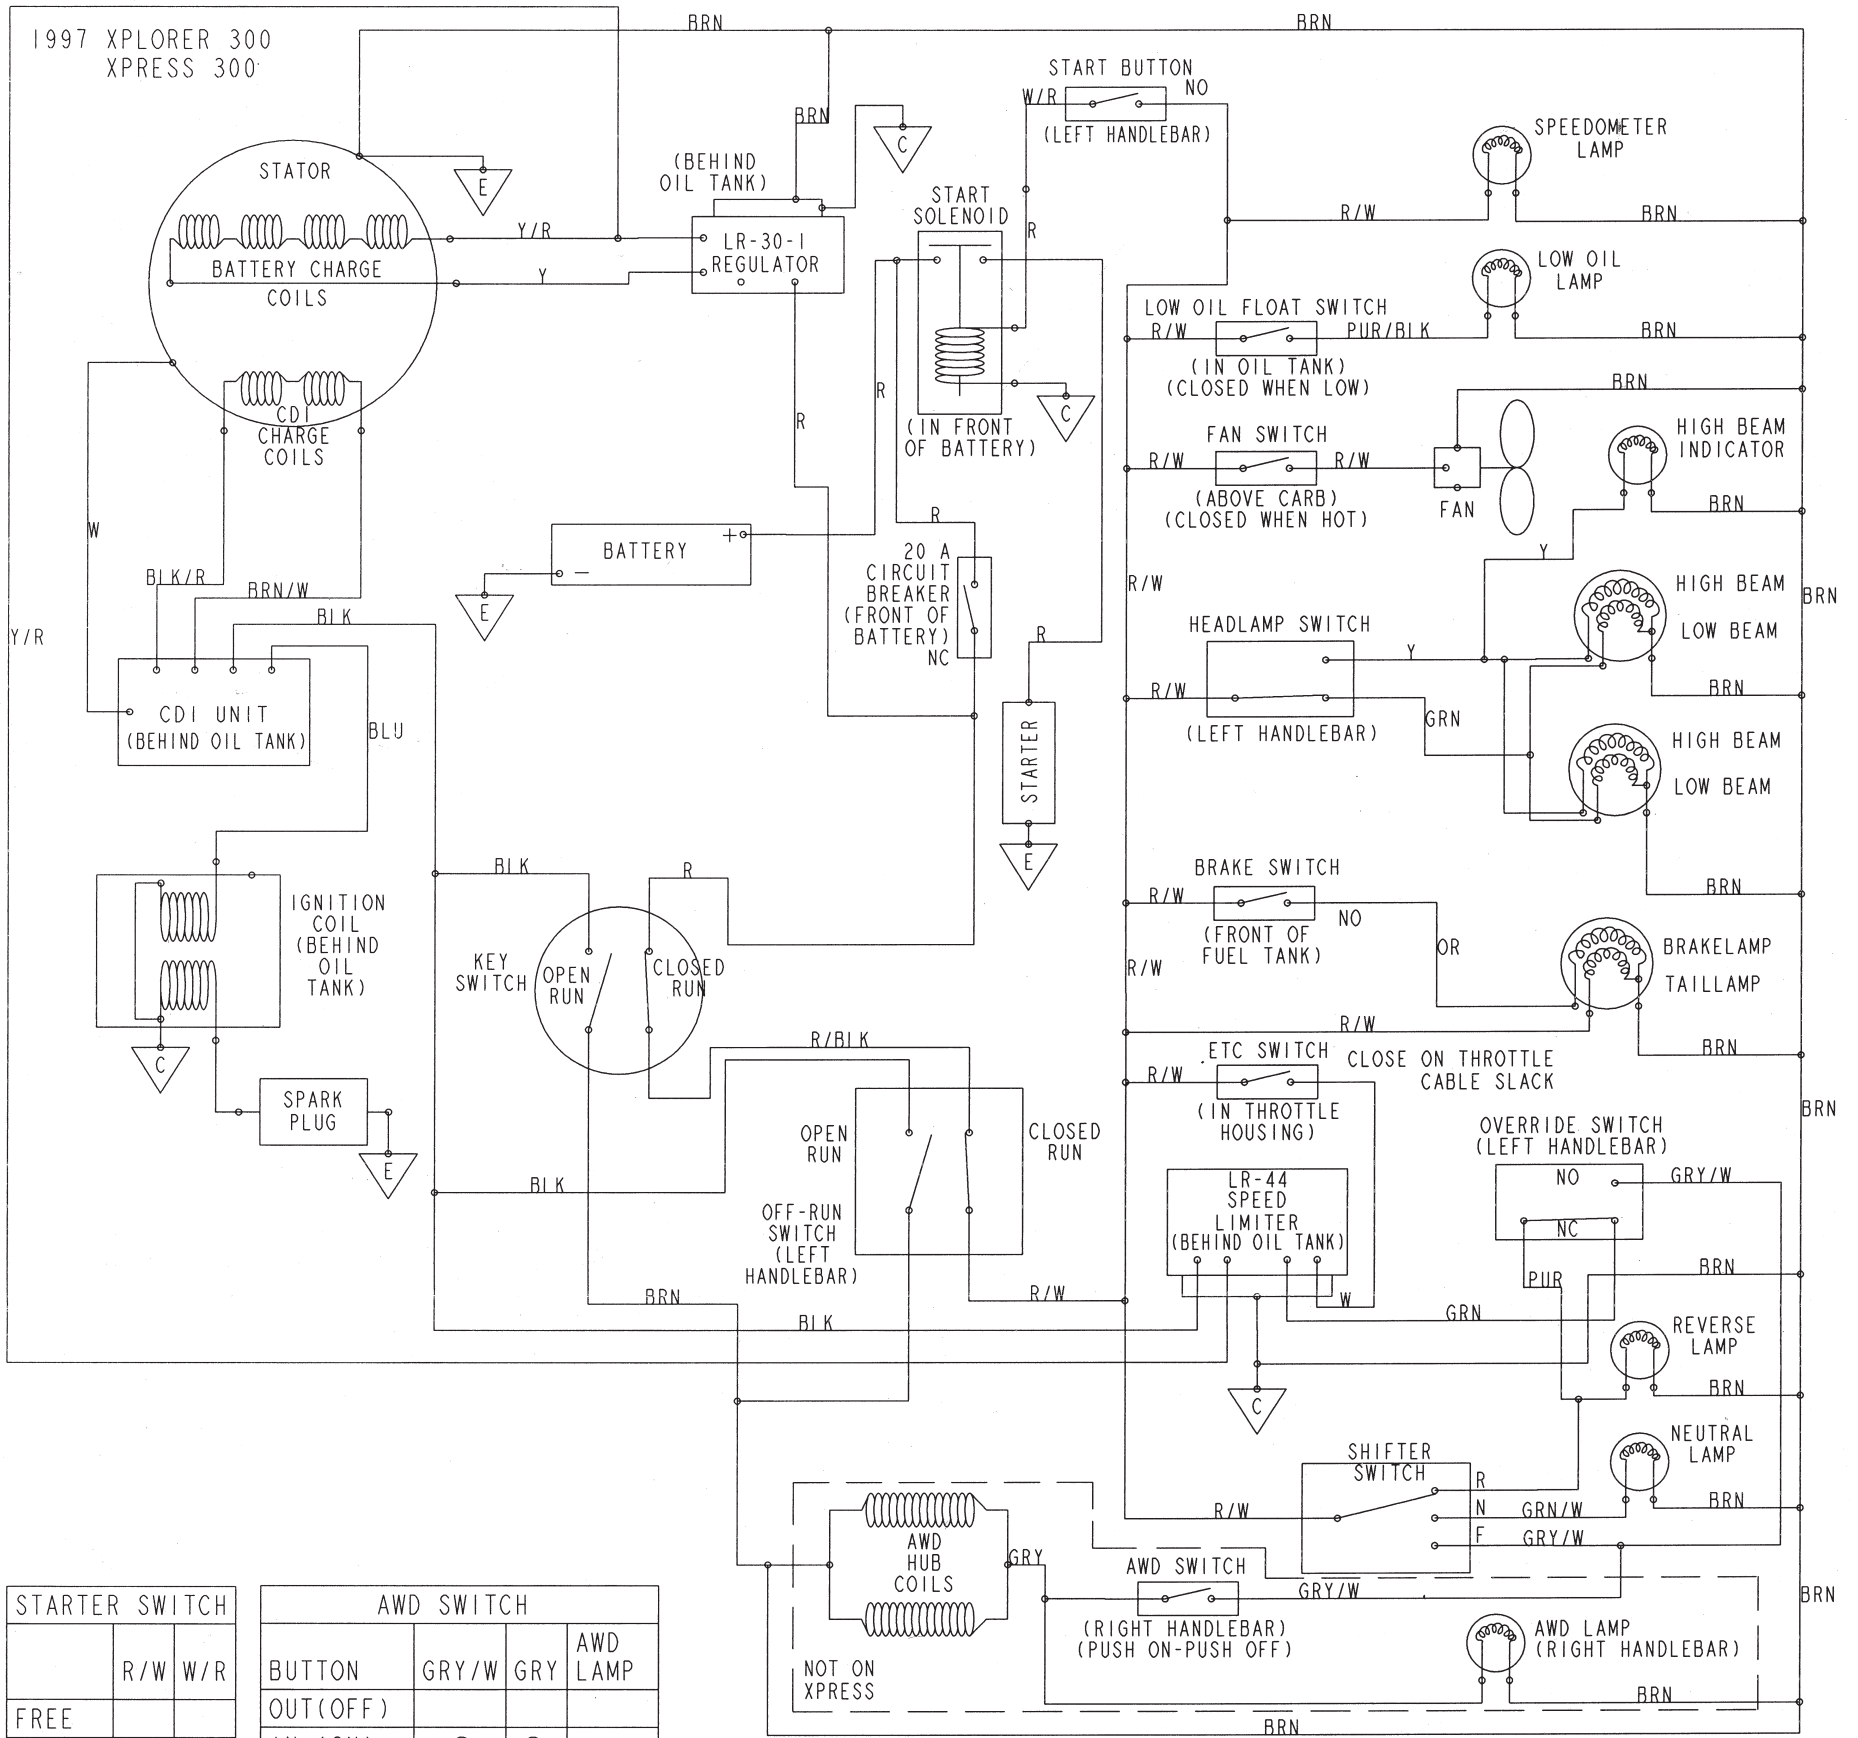 1997 XPLORER 300
XPRESS 300
BRN
BRN
START BUTTON
NO
W/R
(LEFT HANDLEBAR)
BRN
C
SPEEDOMETER
LAMP
STATOR
E
(BEHIND
OIL TANK)
START
SOLENOID
R
R/W
BRN
Y/R
LR-30-1
REGULATOR
BATTERY CHARGE
COILS
Y
LOW OIL
LAMP
LOW OIL FLOAT SWITCH
R/W
PUR/BLK
BRN
(IN OIL TANK)
(CLOSED WHEN LOW)
BRN
R
R
C
(IN FRONT
OF BATTERY)
CDI
CHARGE
COILS
FAN SWITCH
R/W
R/W
(ABOVE CARB)
(CLOSED WHEN HOT)
FAN
HIGH BEAM
INDICATOR
BRN
W
R
BATTERY
+
-
E
20 A
CIRCUIT
BREAKER
(FRONT OF
BATTERY)
NC
Y
BLK/R
BRN/W
BLK
R/W
HIGH BEAM
LOW BEAM
BRN
Y/R
R
HEADLAMP SWITCH
Y
R/W
GRN
(LEFT HANDLEBAR)
BRN
CDI UNIT
(BEHIND OIL TANK)
BLU
STARTER
E
HIGH BEAM
LOW BEAM
BRN
IGNITION
COIL
(BEHIND
OIL
TANK)
C
BLK
R
KEY
SWITCH
OPEN
RUN
CLOSED
RUN
BRAKE SWITCH
R/W
NO
(FRONT OF
FUEL TANK)
OR
R/W
BRAKELAMP
TAILLAMP
R/W
BRN
R/BLK
ETC SWITCH
CLOSE ON THROTTLE
CABLE SLACK
R/W
(IN THROTTLE
HOUSING)
BRN
SPARK
PLUG
E
OPEN
RUN
CLOSED
RUN
OVERRIDE SWITCH
(LEFT HANDLEBAR)
NO
NC
GRY/W
BLK
OFF-RUN
SWITCH
(LEFT
HANDLEBAR)
LR-44
SPEED
LIMITER
(BEHIND OIL TANK)
PUR
BRN
BRN
R/W
W
GRN
BLK
C
REVERSE
LAMP
BRN
NEUTRAL
LAMP
SHIFTER
SWITCH
R
R/W
N
GRN/W
BRN
F
GRY/W
AWD
HUB
COILS
GRY
AWD SWITCH
GRY/W
(RIGHT HANDLEBAR)
(PUSH ON-PUSH OFF)
BRN
AWD LAMP
(RIGHT HANDLEBAR)
NOT ON
XPRESS
BRN
BRN
STARTER SWITCH
R/W W/R
FREE
AWD SWITCH
BUTTON GRY/W GRY AWD LAMP
OUT(OFF)